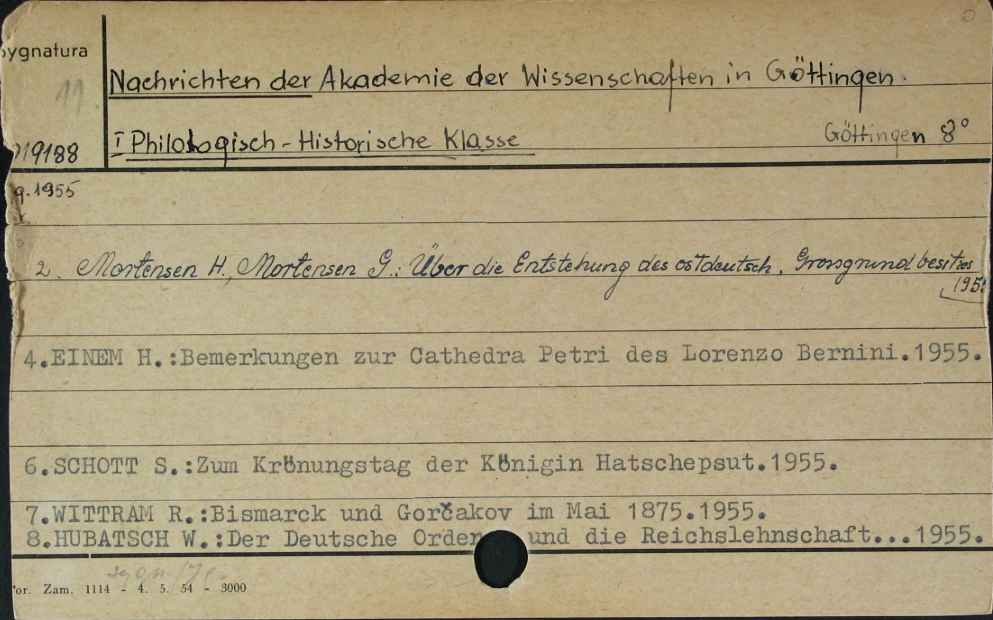 Sygnatura
11
Nachrichten der Akademie der Wissenschaften in Göttingen.
I Philologisch-Historische Klasse
Göttingen 8°
19188
1955
2. Mortensen H., Mortensen G.: Über die Entstehung des ostdeutsch. Grossgrundbesitzes
195
4.EINEM H.:Bemerkungen zur Cathedra Petri des Lorenzo Bernini.1955.
6.SCHOTT S.:Zum Krönungstag der Königin Hatschepsut.1955.
7.WITTRAM R.:Bismarck und Gorčakov im Mai 1875.1955.
8.HUBATSCH W.:Der Deutsche Orden und die Reichslehnschaft...1955.
or. Zam. 1114 - 4. 5. 54 - 3000